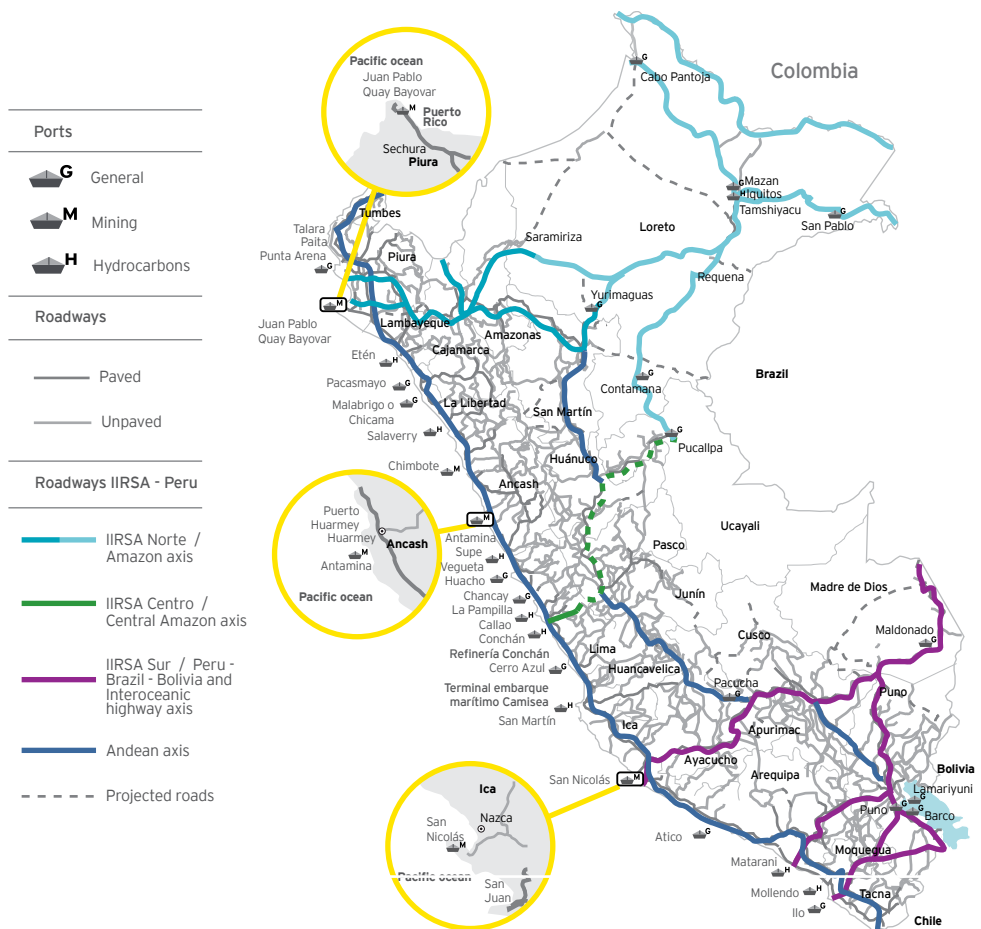 Ports
G
General
M
Mining
H
Hydrocarbons
Roadways
Paved
Unpaved
Roadways IIRSA - Peru
IIRSA Norte /
Amazon axis
IIRSA Centro /
Central Amazon axis
IIRSA Sur / Peru -
Brazil - Bolivia and
Interoceanic
highway axis
Andean axis
Projected roads
Pacific ocean
Juan Pablo
Quay Bayovar
M
Puerto
Rico
Sechura
Piura
Colombia
G
Cabo Pantoja
G
Mazan
H
Iquitos
Tamshiyacu
G
San Pablo
Loreto
Requena
Saramiriza
G
Yurimaguas
Tumbes
Talara
Paita
Punta Arena
G
Piura
M
Juan Pablo
Quay Bayovar
Lambayeque
Amazonas
Cajamarca
Etén
H
Pacasmayo
G
Malabrigo o
Chicama
G
Salaverry
H
La Libertad
San Martín
G
Contamana
Brazil
G
Pucallpa
Chimbote
M
Huánuco
Ancash
Ucayali
Pasco
Puerto
Huarmey
Huarmey
Ancash
M
Antamina
Pacific ocean
M
Antamina
Supe
H
Vegueta
Huacho
G
Chancay
G
La Pampilla
H
Callao
Conchán
H
Refinería Conchán
Cerro Azul
G
Terminal embarque
marítimo Camisea
H
San Martín
Junín
Lima
Huancavelica
Cusco
Madre de Dios
Maldonado
G
Pacucha
G
Puno
Ica
Apurimac
Ayacucho
Arequipa
San Nicolás
M
Bolivia
Lamariyuni
G
Puno
G
G
Barco
Ica
Nazca
San
Nicolás
M
Pacific ocean
San
Juan
Atico
G
Moquegua
Matarani
H
Mollendo
H
Ilo
G
Tacna
Chile